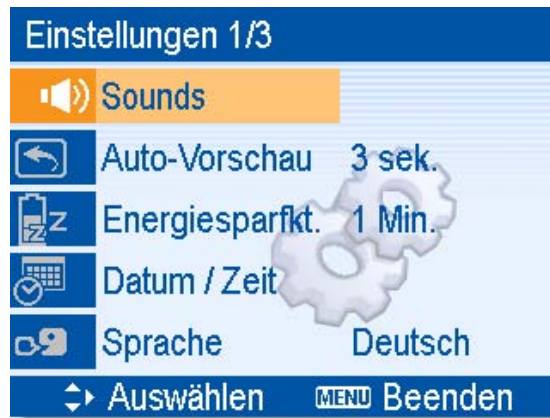 Einstellungen 1/3
Sounds
Auto-Vorschau 3 sek.
Energiesparfkt. 1 Min.
Datum / Zeit
Sprache Deutsch
Auswählen MENU Beenden